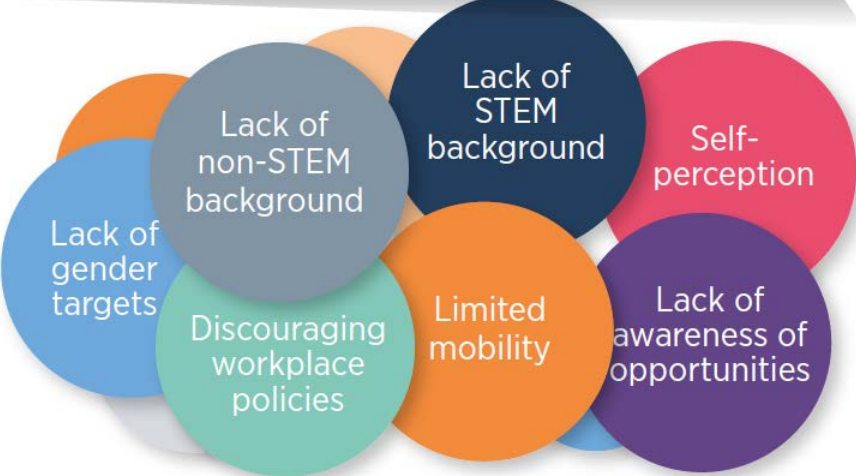 Lack of
non-STEM
background
Lack of
STEM
background
Self-
perception
Lack of
gender
targets
Discouraging
workplace
policies
Limited
mobility
Lack of
awareness of
opportunities